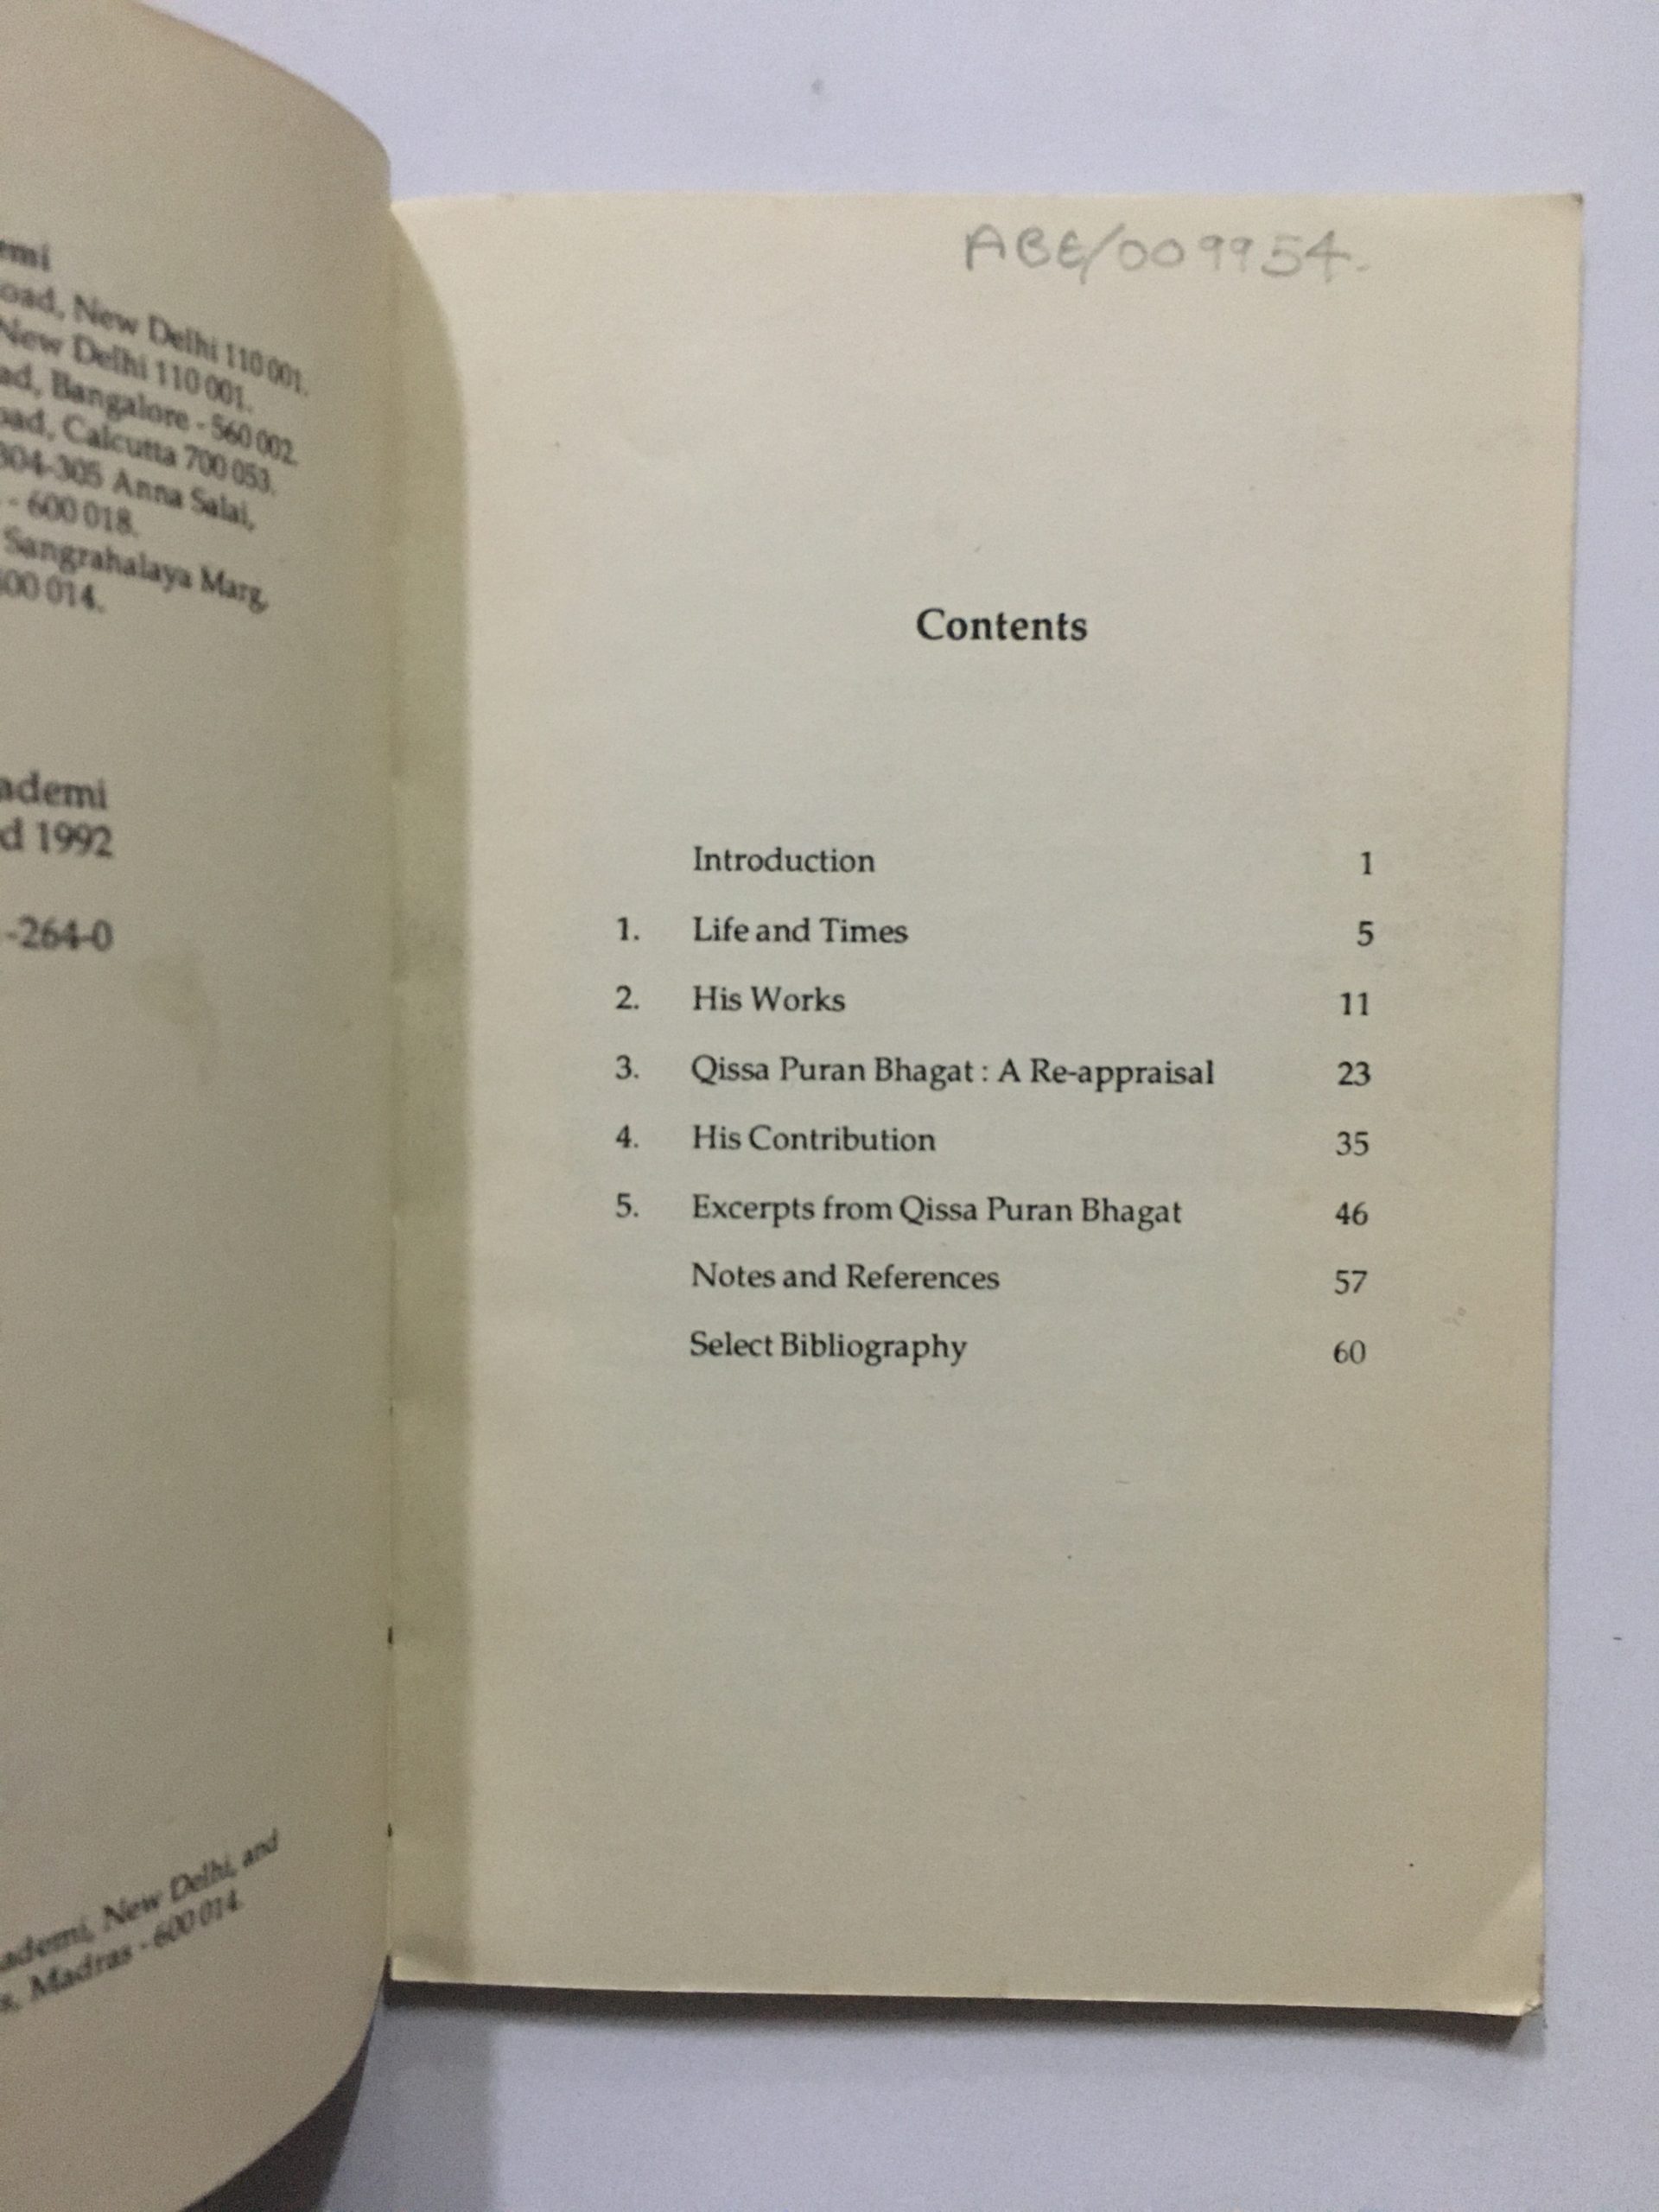 emi
oad, New Delhi 110 001.
New Delhi 110 001.
ad, Bangalore - 560 002.
oad, Calcutta 700 053.
304-305 Anna Salai,
- 600 018.
Sangrahalaya Marg,
400 014.
ademi
d 1992
-264-0
ademi, New Delhi, and
s, Madras - 600 014.
ABE/009954.
Contents
Introduction 1
1. Life and Times 5
2. His Works 11
3. Qissa Puran Bhagat : A Re-appraisal 23
4. His Contribution 35
5. Excerpts from Qissa Puran Bhagat 46
Notes and References 57
Select Bibliography 60